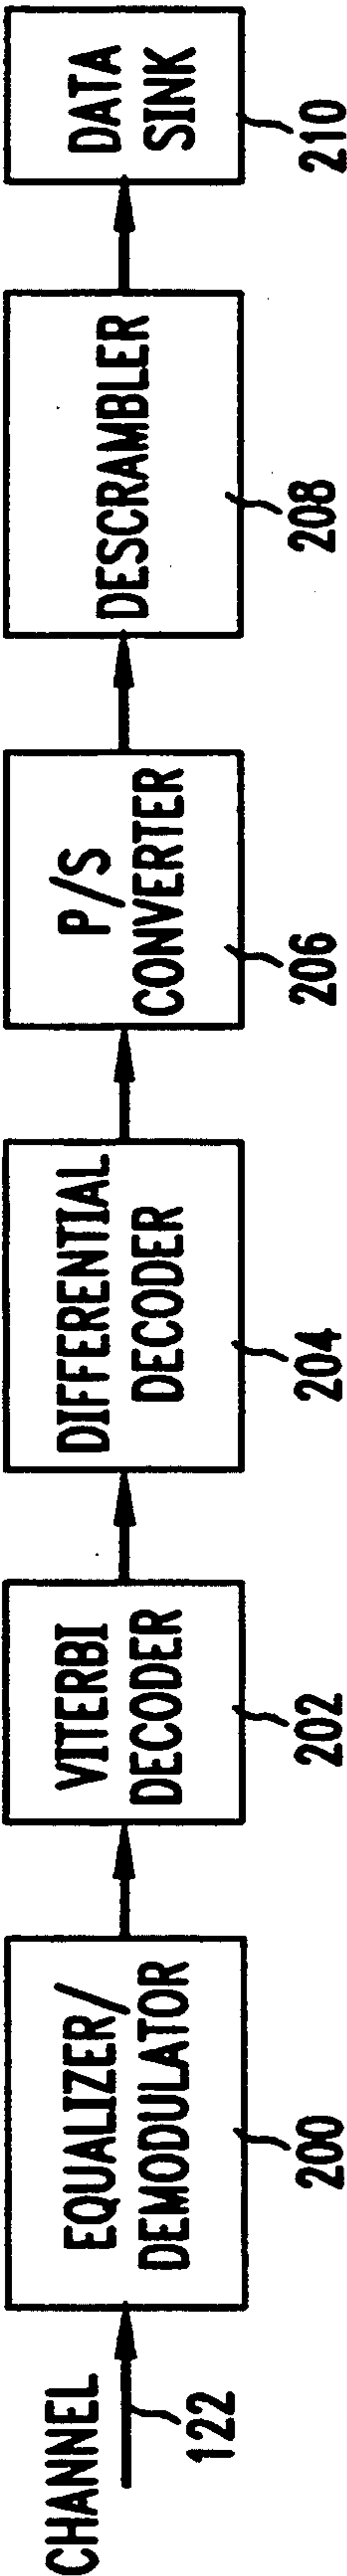 CHANNEL
122
EQUALIZER/
DEMODULATOR
200
VITERBI
DECODER
202
DIFFERENTIAL
DECODER
204
P/S
CONVERTER
206
DESCRAMBLER
208
DATA
SINK
210